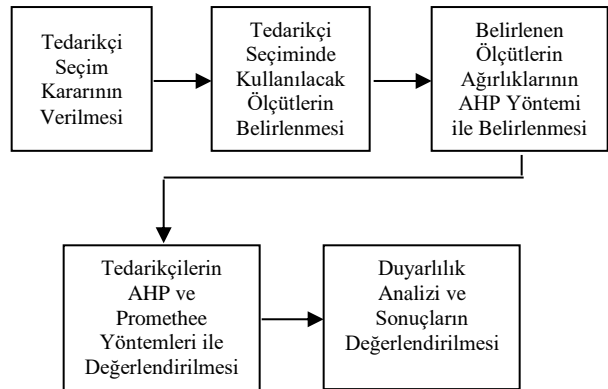 Tedarikçi
Seçim
Kararının
Verilmesi
Tedarikçi
Seçiminde
Kullanılacak
Ölçütlerin
Belirlenmesi
Belirlenen
Ölçütlerin
Ağırlıklarının
AHP Yöntemi
ile Belirlenmesi
Tedarikçilerin
AHP ve
Promethee
Yöntemleri ile
Değerlendirilmesi
Duyarlılık
Analizi ve
Sonuçların
Değerlendirilmesi